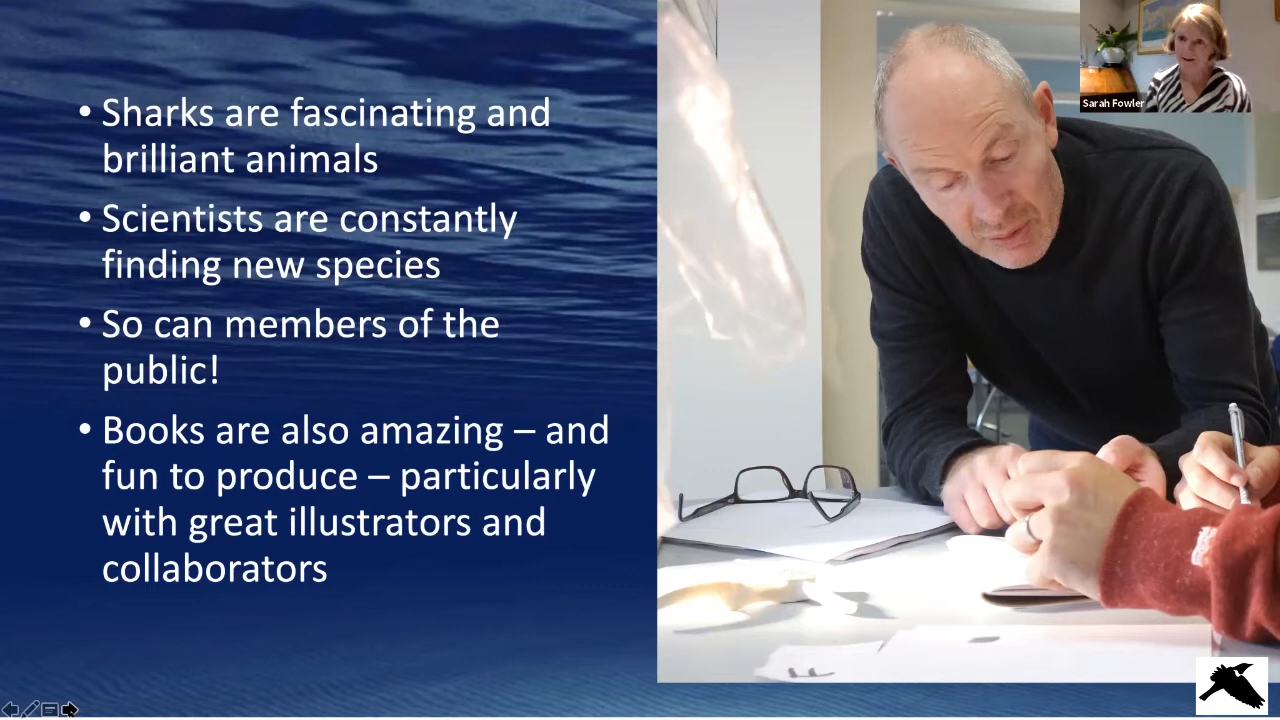 • Sharks are fascinating and
brilliant animals
• Scientists are constantly
finding new species
• So can members of the
public!
• Books are also amazing – and
fun to produce – particularly
with great illustrators and
collaborators
Sarah Fowler